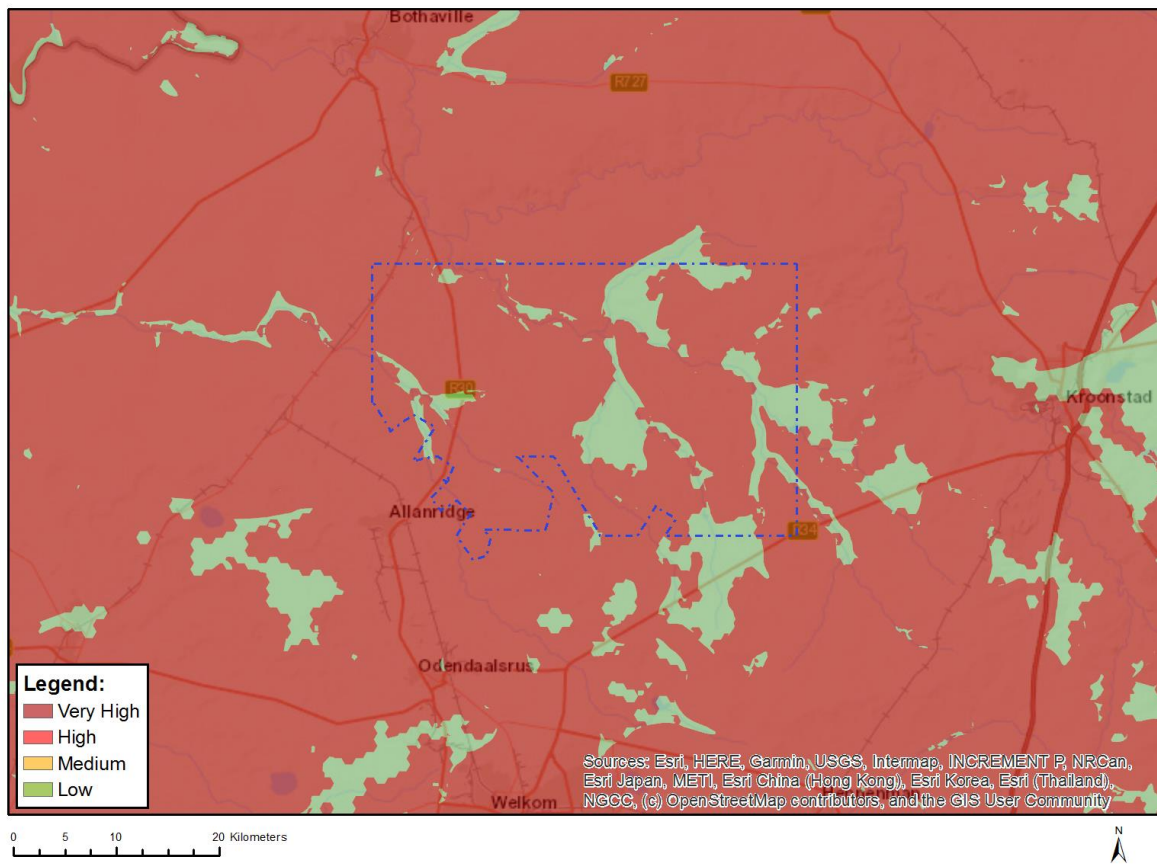 Bothaville
R727
R30
Kroonstad
Allanridge
R34
Odendaalsrus
Legend:
Very High
High
Medium
Low
Sources: Esri, HERE, Garmin, USGS, Intermap, INCREMENT P, NRCan,
Esri Japan, METI, Esri China (Hong Kong), Esri Korea, Esri (Thailand),
NGCC, (c) OpenStreetMap contributors, and the GIS User Community
Welkom
0 5 10 20 Kilometers
N